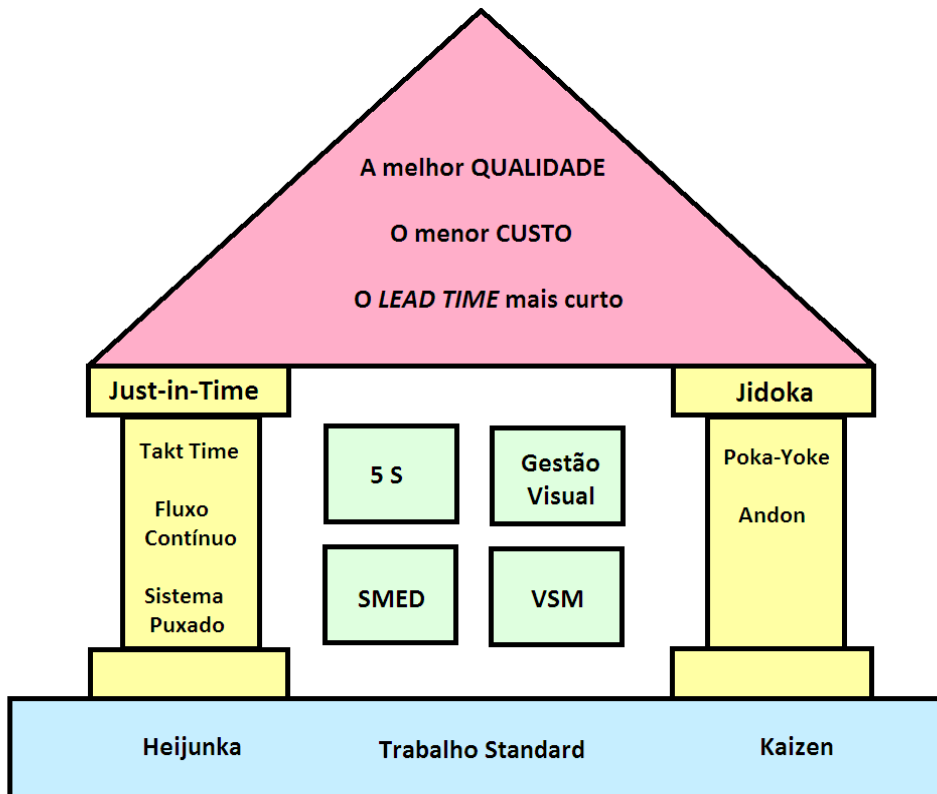 A melhor QUALIDADE
O menor CUSTO
O LEAD TIME mais curto
Just-in-Time
Takt Time
Fluxo
Contínuo
Sistema
Puxado
5 S
Gestão
Visual
SMED
VSM
Jidoka
Poka-Yoke
Andon
Heijunka
Trabalho Standard
Kaizen